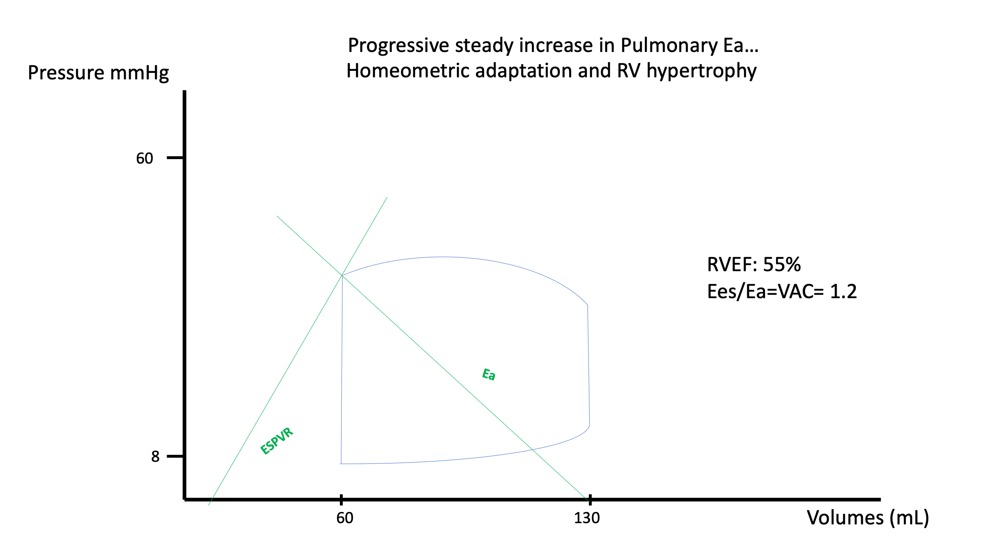 Progressive steady increase in Pulmonary Ea...
Homeometric adaptation and RV hypertrophy
Pressure mmHg
60
RVEF: 55%
Ees/Ea=VAC= 1.2
Ea
ESPVR
8
60
130
Volumes (mL)